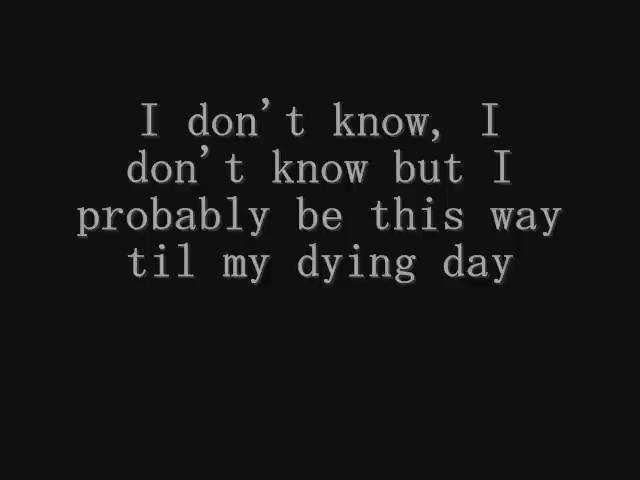 I don't know, I
don't know but I
probably be this way
til my dying day